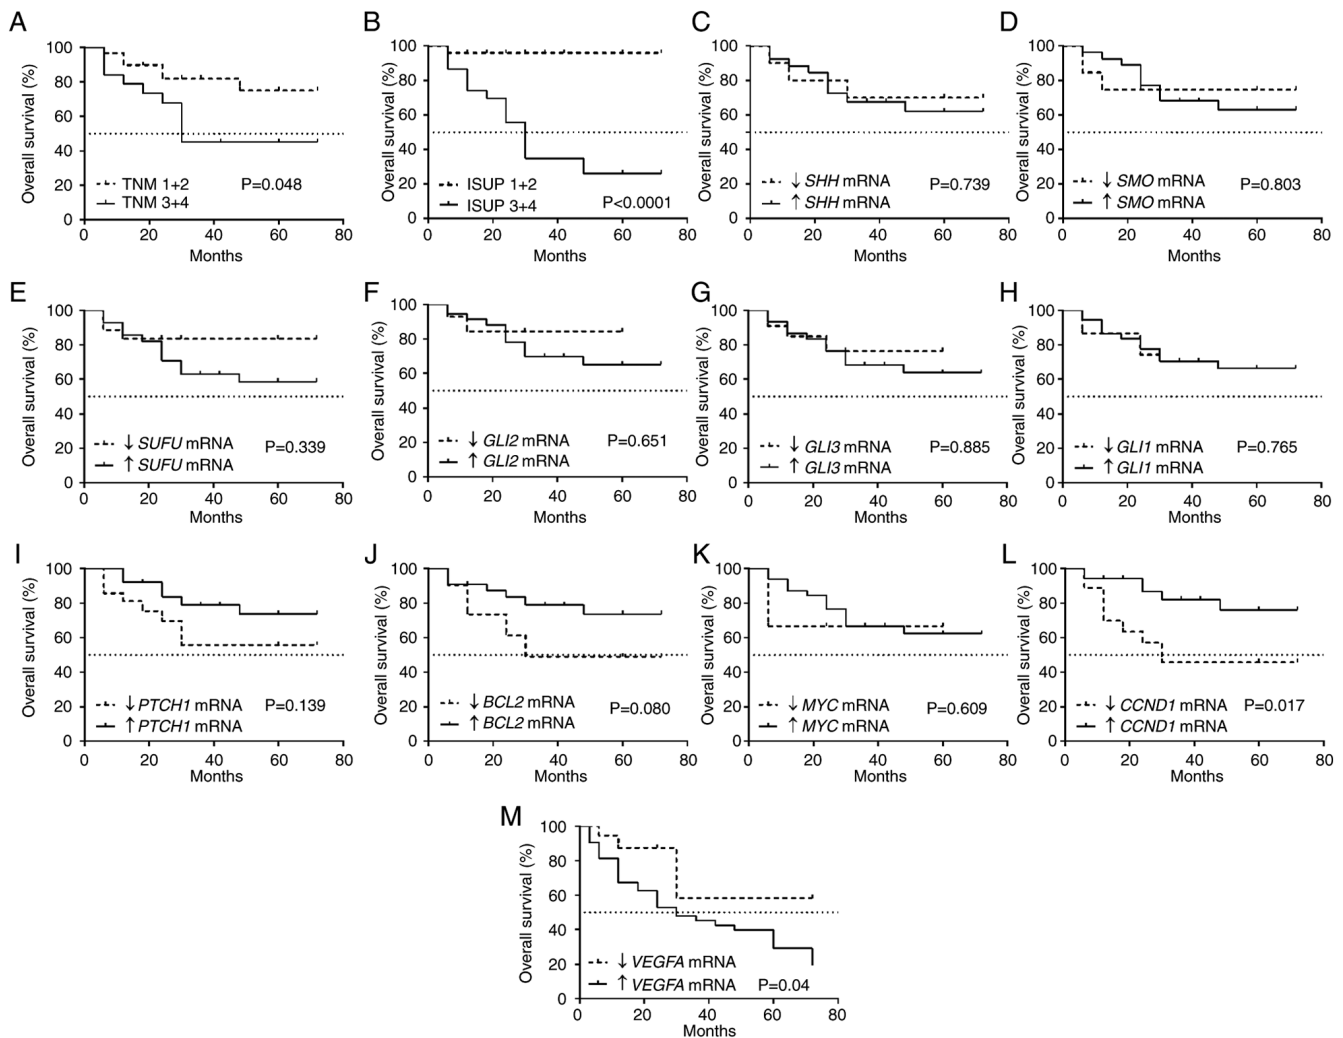 A
Overall survival (%)
100
80
60
40
20
0
TNM 1+2
TNM 3+4
P=0.048
0 20 40 60 80
Months
B
Overall survival (%)
100
80
60
40
20
0
ISUP 1+2
ISUP 3+4
P<0.0001
0 20 40 60 80
Months
C
Overall survival (%)
100
80
60
40
20
0
↓ SHH mRNA
↑ SHH mRNA
P=0.739
0 20 40 60 80
Months
D
Overall survival (%)
100
80
60
40
20
0
↓ SMO mRNA
↑ SMO mRNA
P=0.803
0 20 40 60 80
Months
E
Overall survival (%)
100
80
60
40
20
0
↓ SUFU mRNA
↑ SUFU mRNA
P=0.339
0 20 40 60 80
Months
F
Overall survival (%)
100
80
60
40
20
0
↓ GLI2 mRNA
↑ GLI2 mRNA
P=0.651
0 20 40 60 80
Months
G
Overall survival (%)
100
80
60
40
20
0
↓ GLI3 mRNA
↑ GLI3 mRNA
P=0.885
0 20 40 60 80
Months
H
Overall survival (%)
100
80
60
40
20
0
↓ GLI1 mRNA
↑ GLI1 mRNA
P=0.765
0 20 40 60 80
Months
I
Overall survival (%)
100
80
60
40
20
0
↓ PTCH1 mRNA
↑ PTCH1 mRNA
P=0.139
0 20 40 60 80
Months
J
Overall survival (%)
100
80
60
40
20
0
↓ BCL2 mRNA
↑ BCL2 mRNA
P=0.080
0 20 40 60 80
Months
K
Overall survival (%)
100
80
60
40
20
0
↓ MYC mRNA
↑ MYC mRNA
P=0.609
0 20 40 60 80
Months
L
Overall survival (%)
100
80
60
40
20
0
↓ CCND1 mRNA
↑ CCND1 mRNA
P=0.017
0 20 40 60 80
Months
M
Overall survival (%)
100
80
60
40
20
0
↓ VEGFA mRNA
↑ VEGFA mRNA
P=0.04
0 20 40 60 80
Months